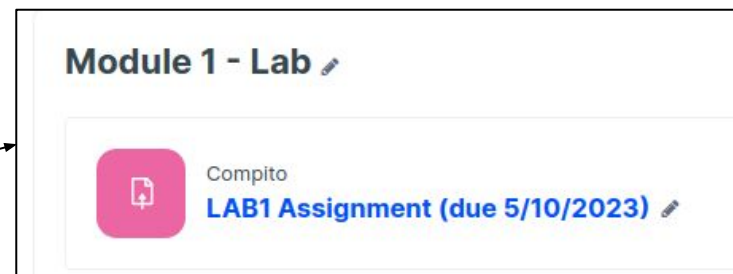 Module 1 - Lab
Compito
LAB1 Assignment (due 5/10/2023)